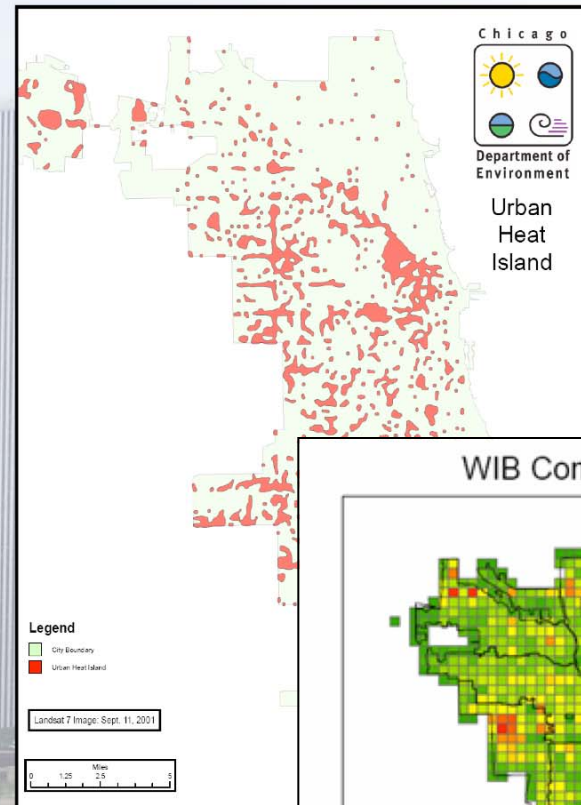 Chicago
Department of
Environment
Urban
Heat
Island
WIB Con
Legend
City Boundary
Urban Heat Island
Landsat 7 Image: Sept. 11, 2001
Miles
0 1.25 2.5 5